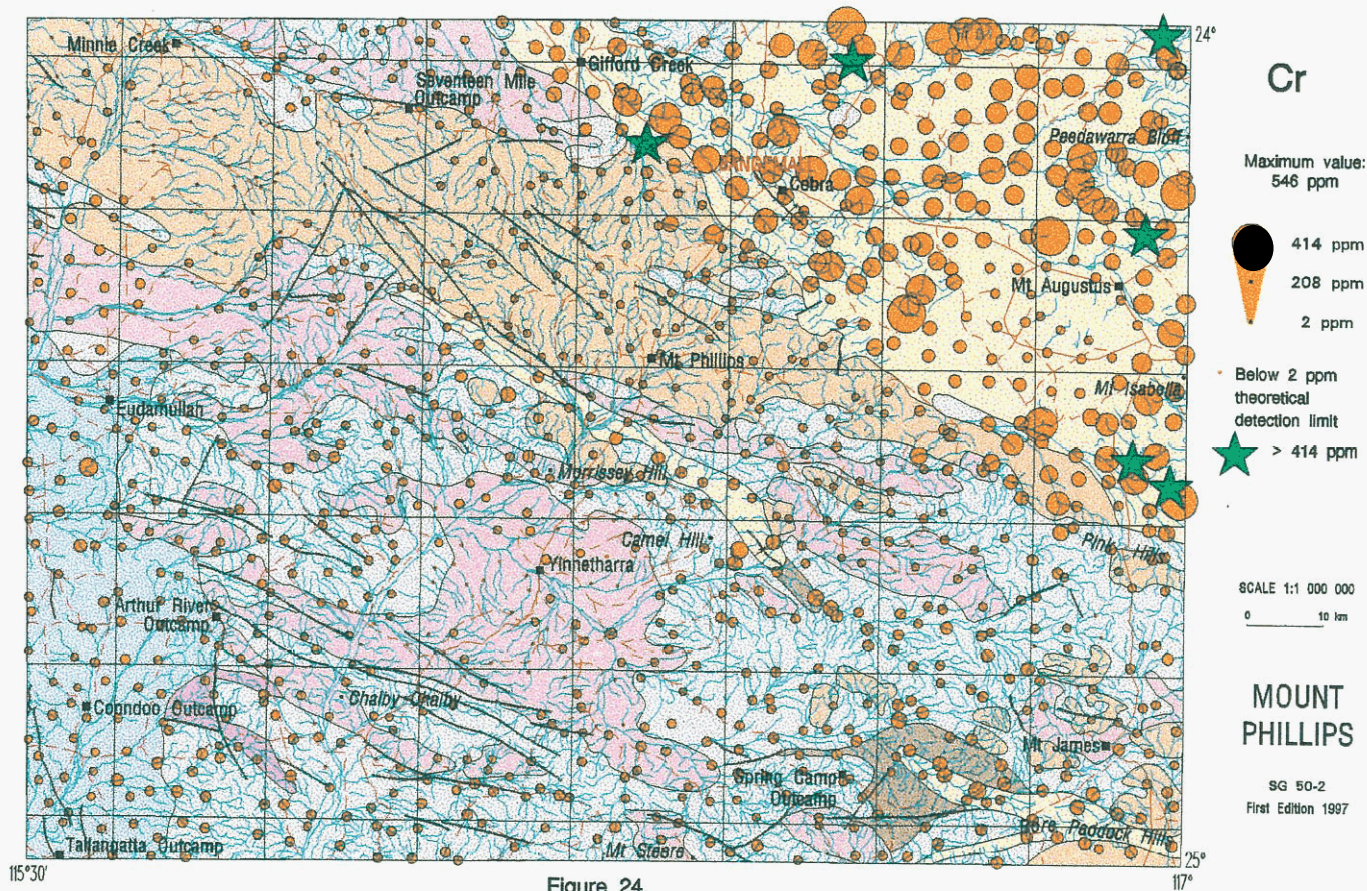 24°
Minnie Creek
Gifford Creek
Cr
Seventeen Mile
Outcamp
Peedawarra Bluff
Maximum value:
546 ppm
Cobra
414 ppm
208 ppm
Mt Augustus
2 ppm
Mt Phillips
Below 2 ppm
theoretical
detection limit
Mt Isabella
Eudamullah
> 414 ppm
Morrissey Hill
Camel Hill
Pink Hills
Yinnetharra
SCALE 1:1 000 000
0 10 km
Arthur River
Outcamp
MOUNT
PHILLIPS
Chalby-Chalby
Conndoo Outcamp
Mt James
Spring Camp
Outcamp
SG 50-2
First Edition 1997
Paddock Hills
Tallangatta Outcamp
Mt Steere
25°
115°30'
117°
Figure 24